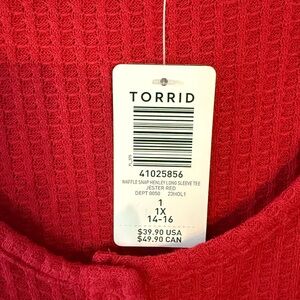 TORRID
41025856
WAFFLE SNAP HENLEY LONG SLEEVE TEE
JESTER RED
DEPT 8050 23HOL1
1
1X
14-16
$39.90 USA
$49.90 CAN